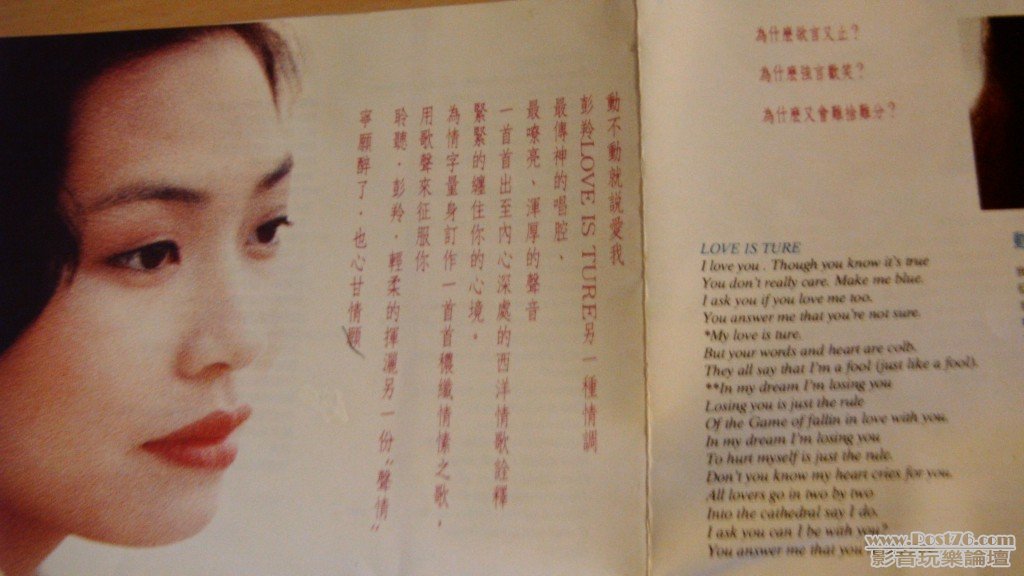 動不動就說愛我
彭羚LOVE IS TURE另一種情調
最傳神的唱腔、
最嘹亮、渾厚的聲音
一首首出至內心深處的西洋情歌詮釋
緊緊的纏住你的心境。
為情字量身訂作一首首穠纖情愫之歌，
用歌聲來征服你
聆聽．彭羚．輕柔的揮灑另一份"聲情"
寧願醉了．也心甘情願
為什麼欲言又止？
為什麼強言歡笑？
為什麼又會難捨難分？
LOVE IS TURE
I love you . Though you know it's true
You don't really care. Make me blue.
I ask you if you love me too.
You answer me that you're not sure.
*My love is ture.
But your words and heart are colb.
They all say that I'm a fool (just like a fool).
**In my dream I'm losing you
Losing you is just the rule
Of the Game of fallin in love with you.
In my dream I'm losing you
To hurt myself is just the rule.
Don't you know my heart cries for you.
All lovers go in two by two
Into the cathedral say I do.
I ask you can I be with you?
You answer me that you
www.Post76.com
影音玩樂論壇